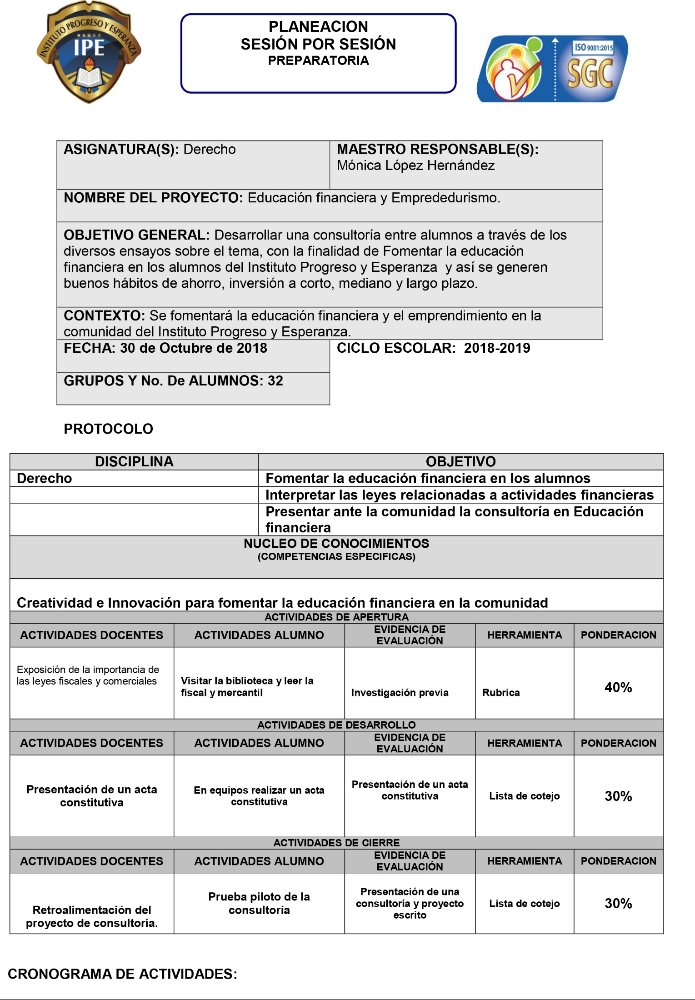 INSTITUTO PROGRESO Y ESPERANZA
IPE
PLANEACION
SESIÓN POR SESIÓN
PREPARATORIA
ISO 9001:2015
SGC
ASIGNATURA(S): Derecho
MAESTRO RESPONSABLE(S):
Mónica López Hernández
NOMBRE DEL PROYECTO: Educación financiera y Emprededurismo.
OBJETIVO GENERAL: Desarrollar una consultoría entre alumnos a través de los
diversos ensayos sobre el tema, con la finalidad de Fomentar la educación
financiera en los alumnos del Instituto Progreso y Esperanza  y así se generen
buenos hábitos de ahorro, inversión a corto, mediano y largo plazo.
CONTEXTO: Se fomentará la educación financiera y el emprendimiento en la
comunidad del Instituto Progreso y Esperanza.
FECHA: 30 de Octubre de 2018
CICLO ESCOLAR:  2018-2019
GRUPOS Y No. De ALUMNOS: 32
PROTOCOLO
DISCIPLINA
OBJETIVO
Derecho
Fomentar la educación financiera en los alumnos
Interpretar las leyes relacionadas a actividades financieras
Presentar ante la comunidad la consultoría en Educación
financiera
NUCLEO DE CONOCIMIENTOS
(COMPETENCIAS ESPECIFICAS)
Creatividad e Innovación para fomentar la educación financiera en la comunidad
ACTIVIDADES DE APERTURA
ACTIVIDADES DOCENTES
ACTIVIDADES ALUMNO
EVIDENCIA DE
EVALUACIÓN
HERRAMIENTA
PONDERACION
Exposición de la importancia de
las leyes fiscales y comerciales
Visitar la biblioteca y leer la
fiscal y mercantil
Investigación previa
Rubrica
40%
ACTIVIDADES DE DESARROLLO
ACTIVIDADES DOCENTES
ACTIVIDADES ALUMNO
EVIDENCIA DE
EVALUACIÓN
HERRAMIENTA
PONDERACION
Presentación de un acta
constitutiva
En equipos realizar un acta
constitutiva
Presentación de un acta
constitutiva
Lista de cotejo
30%
ACTIVIDADES DE CIERRE
ACTIVIDADES DOCENTES
ACTIVIDADES ALUMNO
EVIDENCIA DE
EVALUACIÓN
HERRAMIENTA
PONDERACION
Retroalimentación del
proyecto de consultoría.
Prueba piloto de la
consultoría
Presentación de una
consultoría y proyecto
escrito
Lista de cotejo
30%
CRONOGRAMA DE ACTIVIDADES: